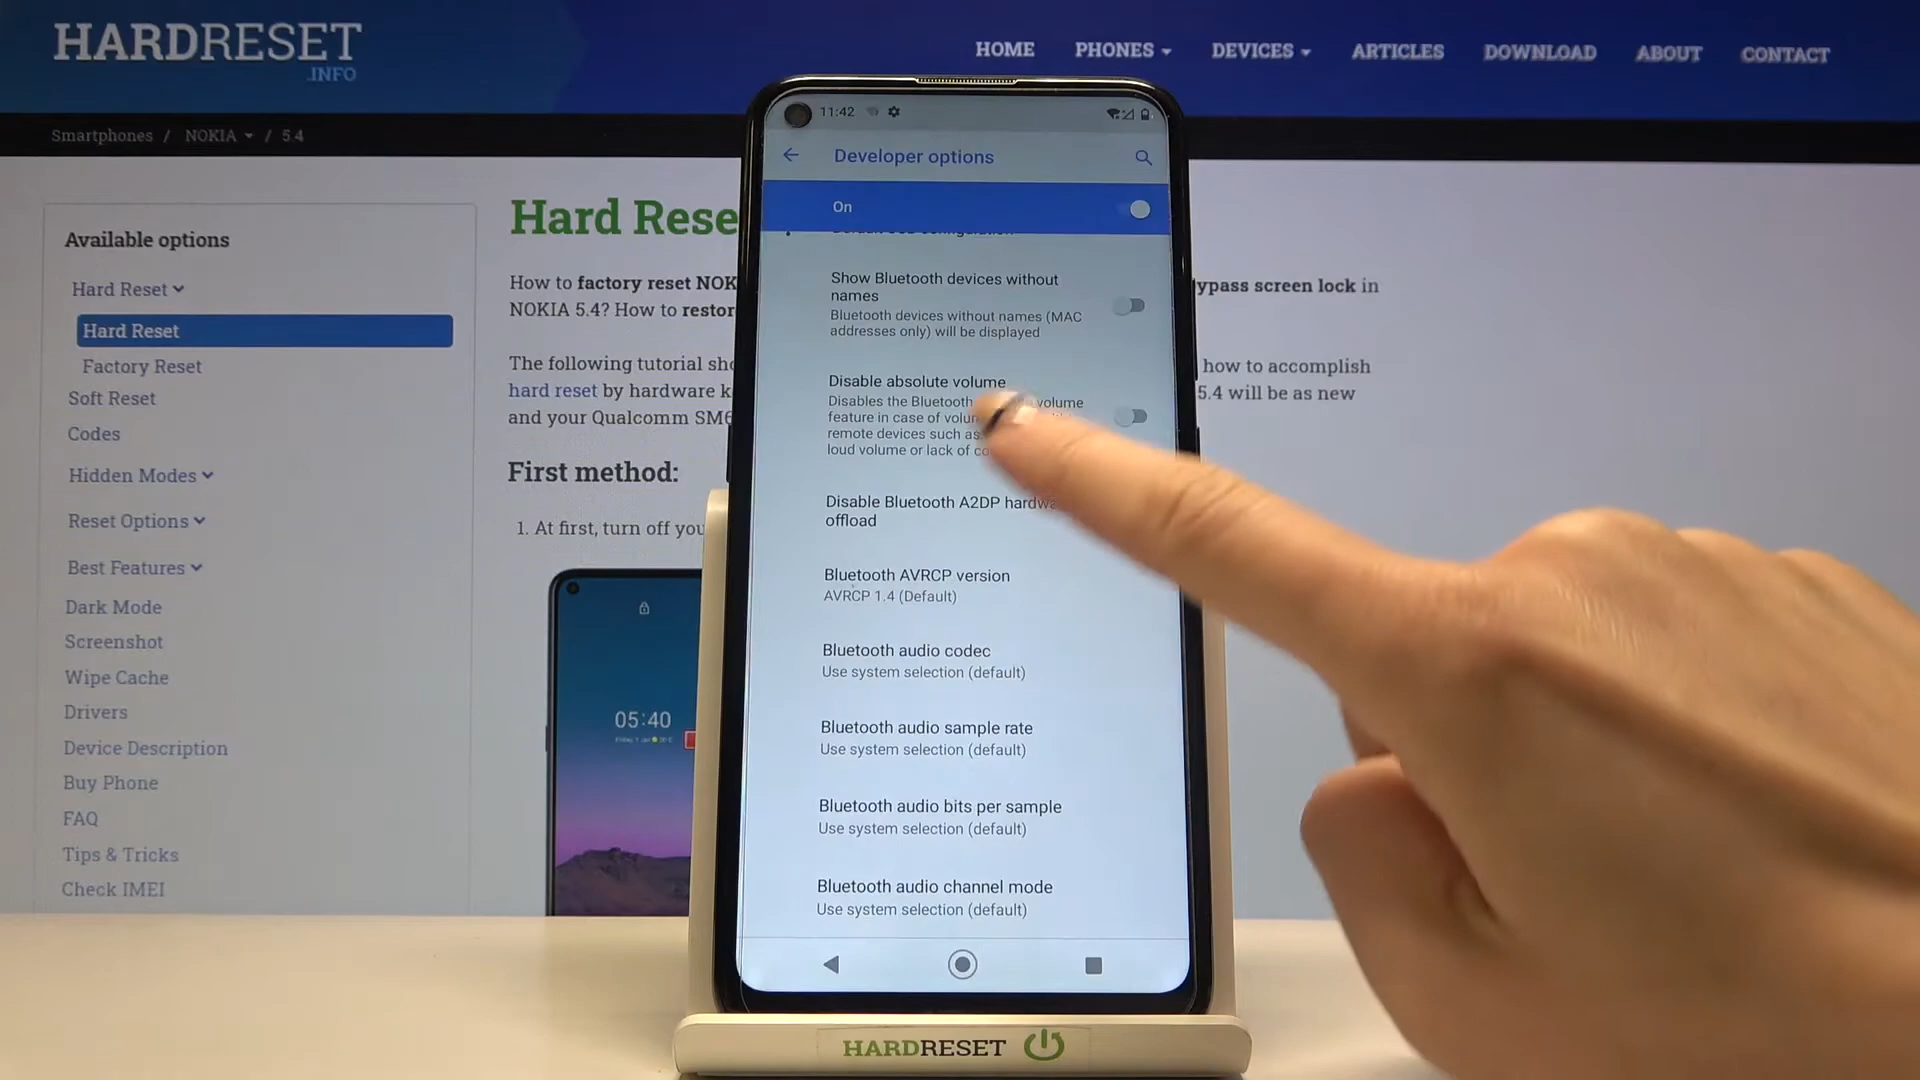 HARDRESET
.INFO
HOME PHONES DEVICES ARTICLES DOWNLOAD ABOUT CONTACT
Smartphones / NOKIA / 5.4
Available options
Hard Reset
Hard Reset
Factory Reset
Soft Reset
Codes
Hidden Modes
Reset Options
Best Features
Dark Mode
Screenshot
Wipe Cache
Drivers
Device Description
Buy Phone
FAQ
Tips & Tricks
Check IMEI
Hard Rese
How to factory reset NOK
ypass screen lock in
NOKIA 5.4? How to restor
The following tutorial sho
how to accomplish
hard reset by hardware k
5.4 will be as new
and your Qualcomm SM6
First method:
1. At first, turn off you
05:40
11:42
Developer options
On
Show Bluetooth devices without
names
Bluetooth devices without names (MAC
addresses only) will be displayed
Disable absolute volume
Disables the Bluetooth volume
feature in case of volum
remote devices such as
loud volume or lack of co
Disable Bluetooth A2DP hardwa
offload
Bluetooth AVRCP version
AVRCP 1.4 (Default)
Bluetooth audio codec
Use system selection (default)
Bluetooth audio sample rate
Use system selection (default)
Bluetooth audio bits per sample
Use system selection (default)
Bluetooth audio channel mode
Use system selection (default)
HARDRESET